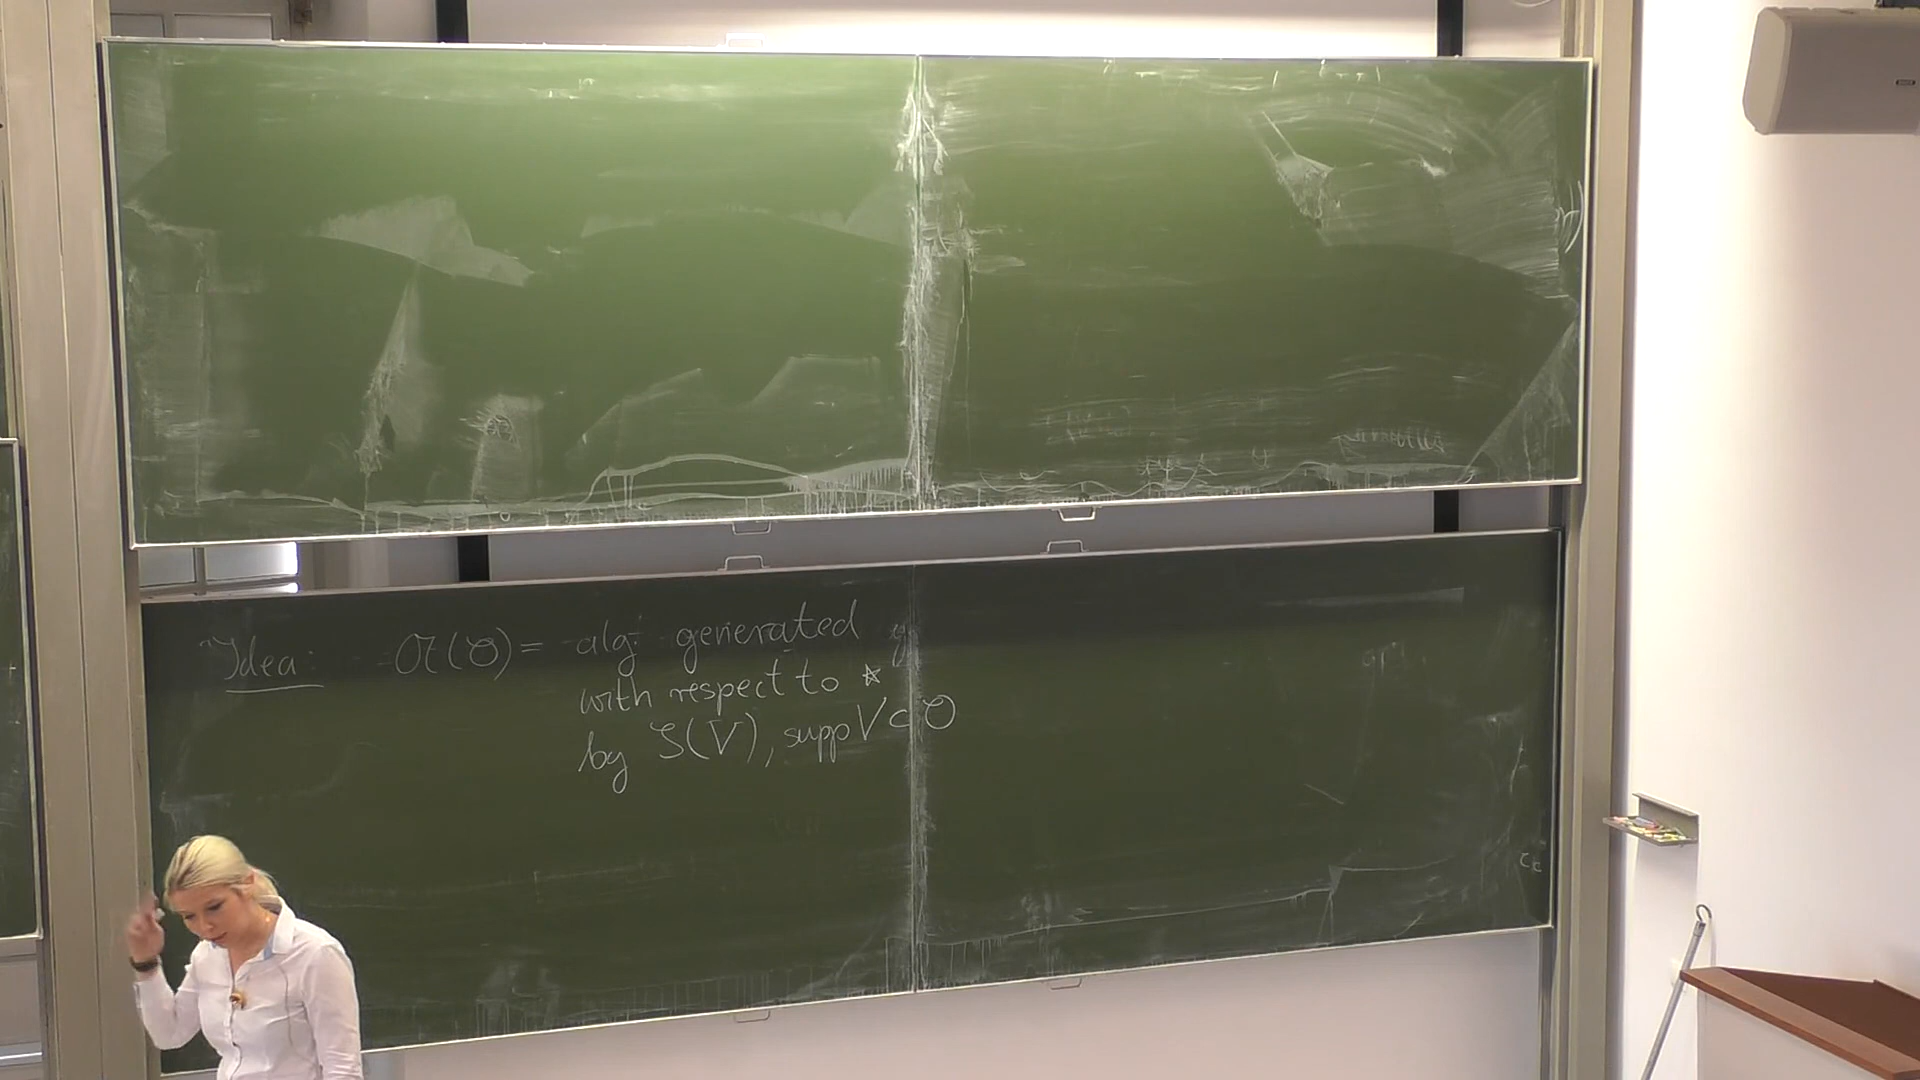 Idea: 𝔄(𝒪) = alg. generated
with respect to ⋆
by S(V), supp V ⊂ 𝒪